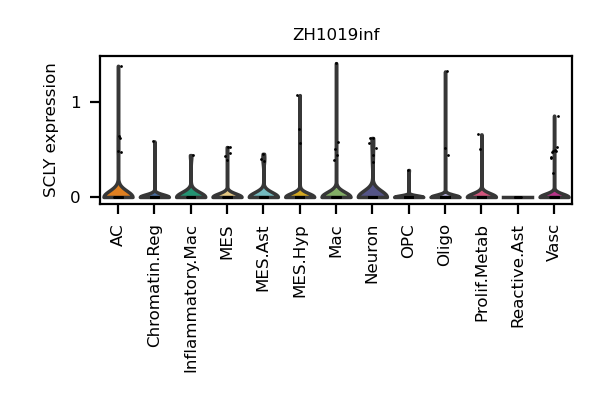 ZH1019inf
SCLY expression
1
0
AC
Chromatin.Reg
Inflammatory.Mac
MES
MES.Ast
MES.Hyp
Mac
Neuron
OPC
Oligo
Prolif.Metab
Reactive.Ast
Vasc